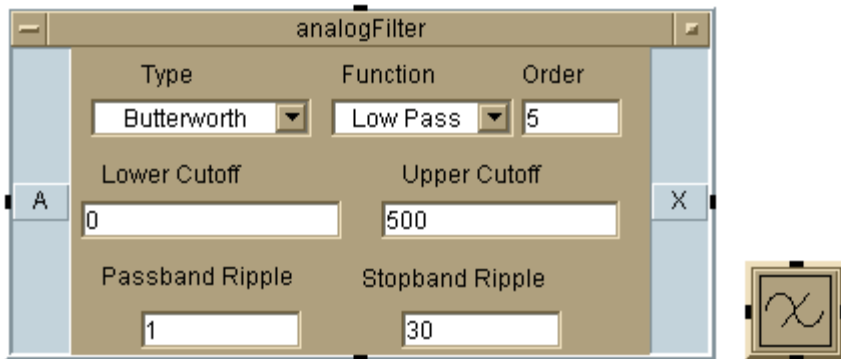 analogFilter
Type Function Order
Butterworth Low Pass 5
Lower Cutoff Upper Cutoff
A X
0 500
Passband Ripple Stopband Ripple
1 30